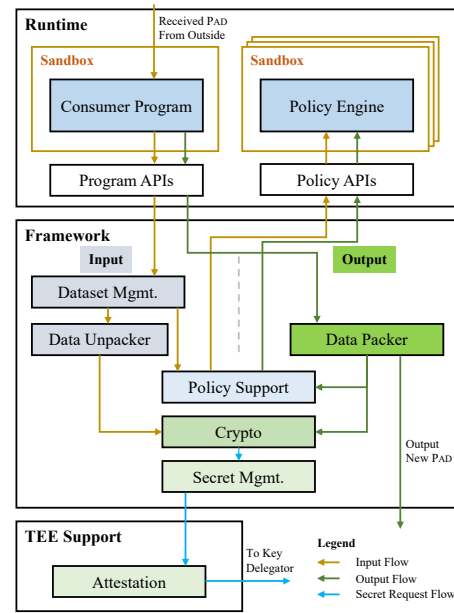 Received PAD
From Outside
Runtime
Sandbox
Consumer Program
Program APIs
Sandbox
Policy Engine
Policy APIs
Framework
Input
Output
Dataset Mgmt.
Data Unpacker
Data Packer
Policy Support
Crypto
Secret Mgmt.
Output
New PAD
TEE Support
Attestation
To Key
Delegator
Legend
Input Flow
Output Flow
Secret Request Flow